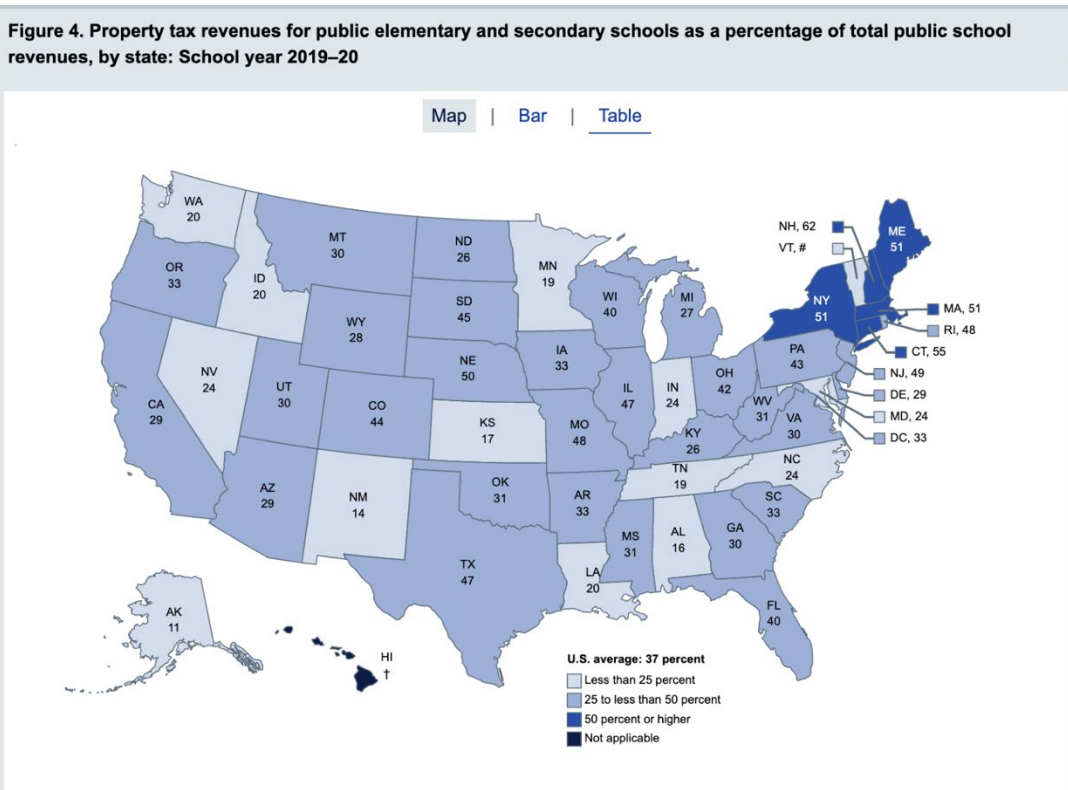 Figure 4. Property tax revenues for public elementary and secondary schools as a percentage of total public school
revenues, by state: School year 2019–20
Map | Bar | Table
WA
20
OR
33
ID
20
MT
30
ND
26
MN
19
SD
45
WY
28
NE
50
IA
33
WI
40
MI
27
NH, 62
VT, #
ME
51
NY
51
MA, 51
RI, 48
CT, 55
PA
43
NJ, 49
DE, 29
MD, 24
DC, 33
NV
24
UT
30
CA
29
CO
44
KS
17
MO
48
IL
47
IN
24
OH
42
WV
31
VA
30
KY
26
NC
24
TN
19
AZ
29
NM
14
OK
31
AR
33
SC
33
MS
31
AL
16
GA
30
TX
47
LA
20
FL
40
AK
11
HI
†
U.S. average: 37 percent
Less than 25 percent
25 to less than 50 percent
50 percent or higher
Not applicable